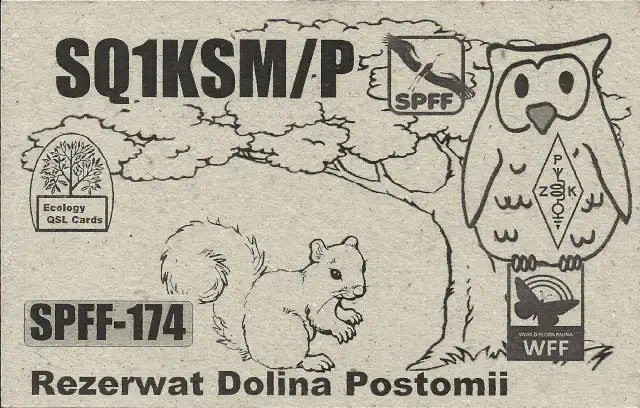 SQ1KSM/P
SPFF
P
Z K
Ecology
QSL Cards
SPFF-174
WORLD FLORA FAUNA
WFF
Rezerwat Dolina Postomii